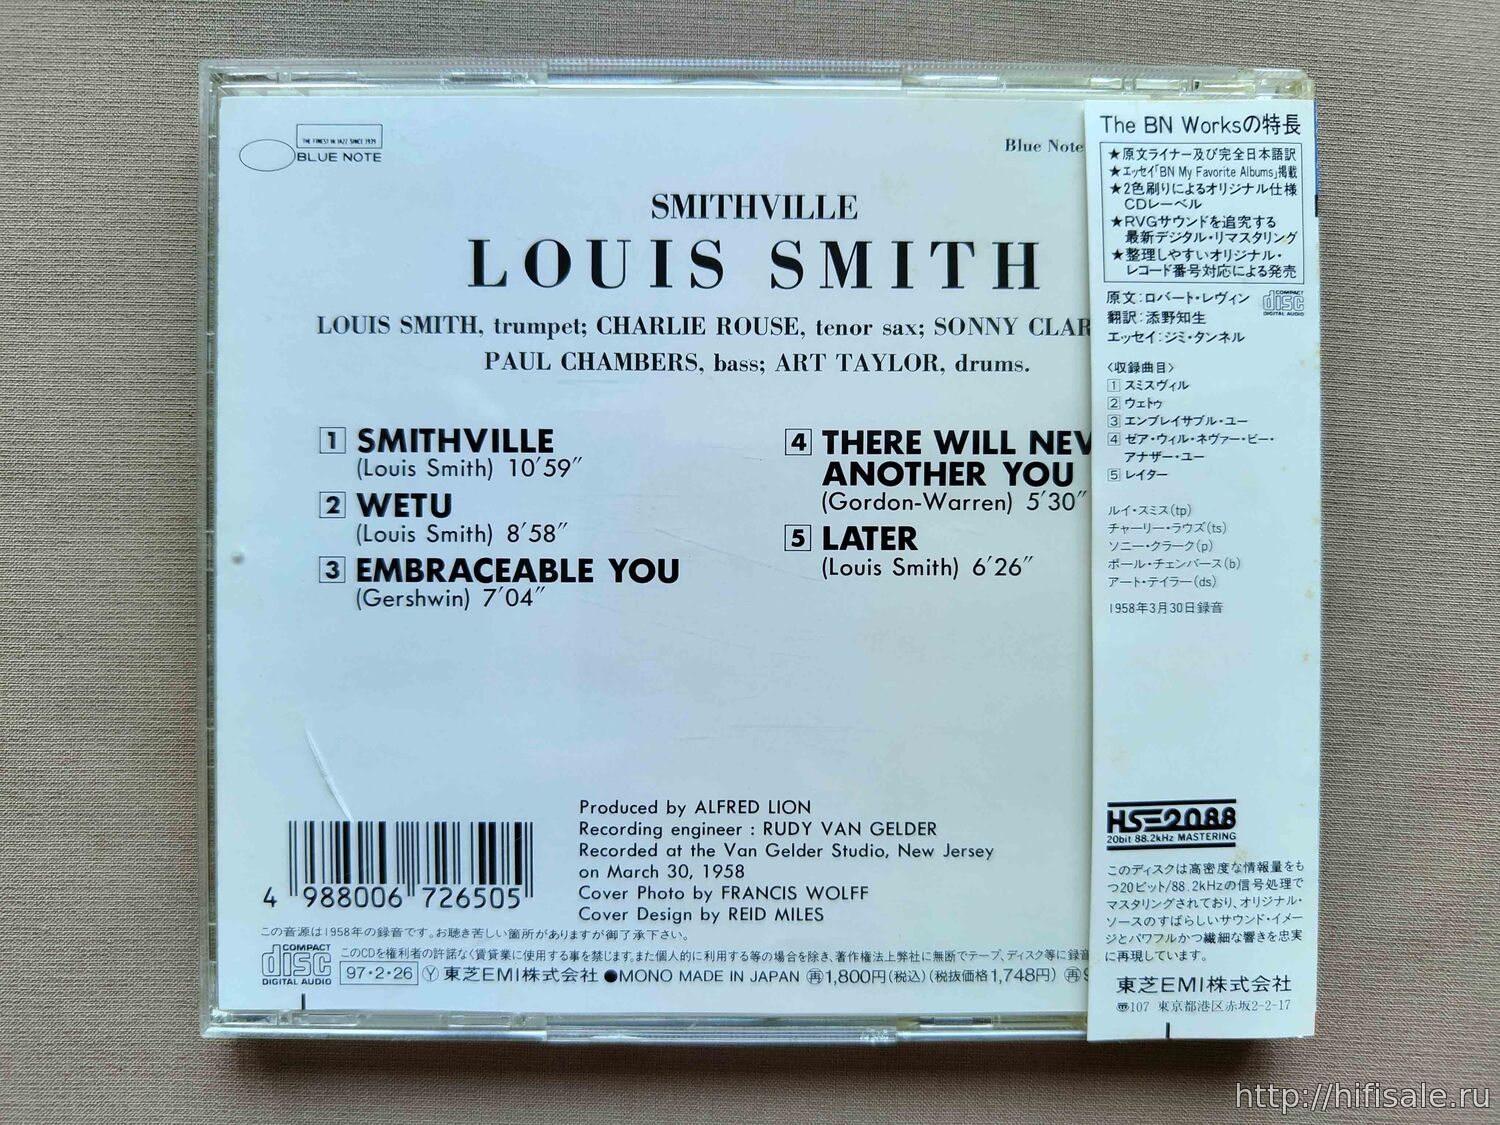 THE FINEST IN JAZZ SINCE 1939
BLUE NOTE
Blue Note
SMITHVILLE
LOUIS SMITH
LOUIS SMITH, trumpet; CHARLIE ROUSE, tenor sax; SONNY CLAR
PAUL CHAMBERS, bass; ART TAYLOR, drums.
1 SMITHVILLE
(Louis Smith) 10′59″
2 WETU
(Louis Smith) 8′58″
3 EMBRACEABLE YOU
(Gershwin) 7′04″
4 THERE WILL NEV
ANOTHER YOU
(Gordon-Warren) 5′30″
5 LATER
(Louis Smith) 6′26″
Produced by ALFRED LION
Recording engineer : RUDY VAN GELDER
Recorded at the Van Gelder Studio, New Jersey
on March 30, 1958
Cover Photo by FRANCIS WOLFF
Cover Design by REID MILES
4 988006 726505
この音源は1958年の録音です。お聴き苦しい箇所がありますが御了承下さい。
COMPACT
disc
DIGITAL AUDIO
このCDを権利者の許諾なく賃貸業に使用する事を禁じます。また個人的に利用する等の場合を除き、著作権法上弊社に無断でテープ、ディスク等に録音
97・2・26 Ⓨ 東芝EMI株式会社 ●MONO MADE IN JAPAN ㊢1,800円(税込)(税抜価格1,748円)
The BN Worksの特長
★原文ライナー及び完全日本語訳
★エッセイ「BN My Favorite Albums」掲載
★2色刷りによるオリジナル仕様
CDレーベル
★RVGサウンドを追究する
最新デジタル・リマスタリング
★整理しやすいオリジナル・
レコード番号対応による発売
原文：ロバート・レヴィン
翻訳：添野知生
エッセイ：ジミ・タンネル
COMPACT
disc
DIGITAL AUDIO
〈収録曲目〉
1 スミスヴィル
2 ウェトゥ
3 エンブレイサブル・ユー
4 ゼア・ウィル・ネヴァー・ビー・
アナザー・ユー
5 レイター
ルイ・スミス(tp)
チャーリー・ラウズ(ts)
ソニー・クラーク(p)
ポール・チェンバース(b)
アート・テイラー(ds)
1958年3月30日録音
HS-2088
20bit 88.2kHz MASTERING
このディスクは高密度な情報量をも
つ20ビット/88.2kHzの信号処理で
マスタリングされており、オリジナル・
ソースのすばらしいサウンド・イメー
ジとパワフルかつ繊細な響きを忠実
に再現しています。
東芝EMI株式会社
〠107 東京都港区赤坂2-2-17
http://hifisale.ru